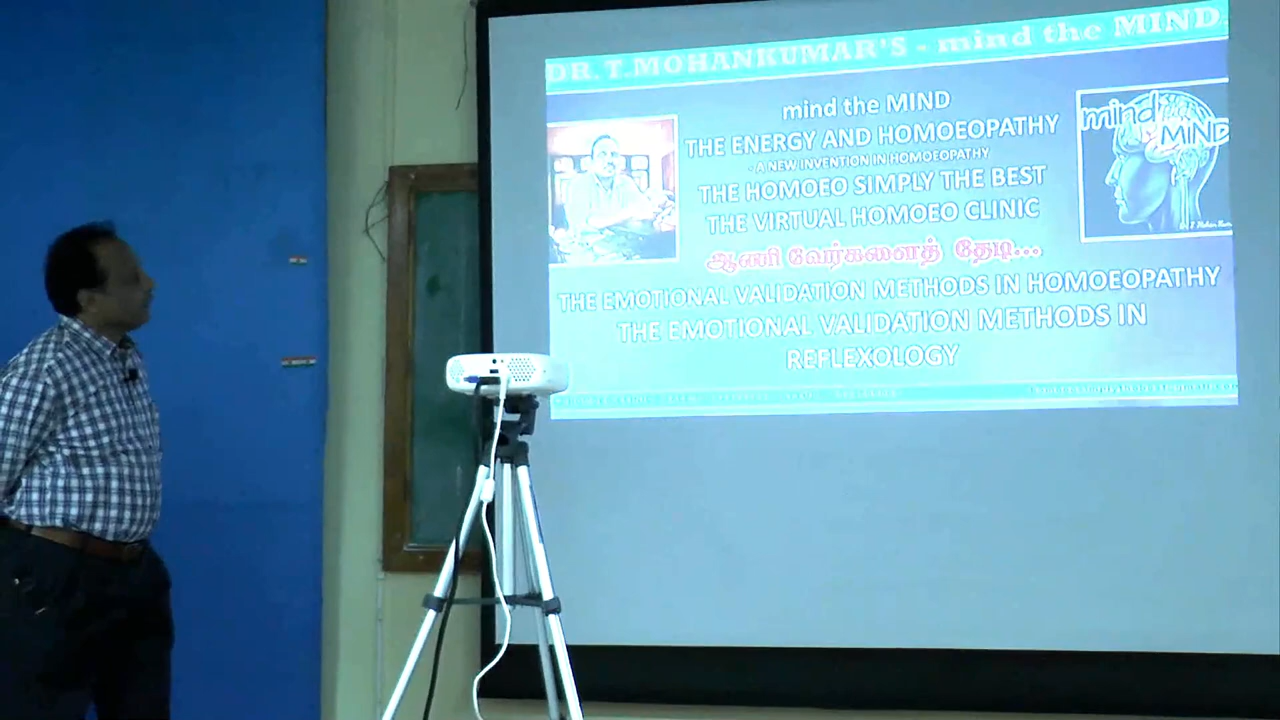 DR.T.MOHANKUMAR'S - mind the MIND
mind the MIND
THE ENERGY AND HOMOEOPATHY
- A NEW INVENTION IN HOMOEOPATHY
THE HOMOEO SIMPLY THE BEST
THE VIRTUAL HOMOEO CLINIC
ஆணி வேர்களைத் தேடி...
THE EMOTIONAL VALIDATION METHODS IN HOMOEOPATHY
THE EMOTIONAL VALIDATION METHODS IN
REFLEXOLOGY
mind
the MIND